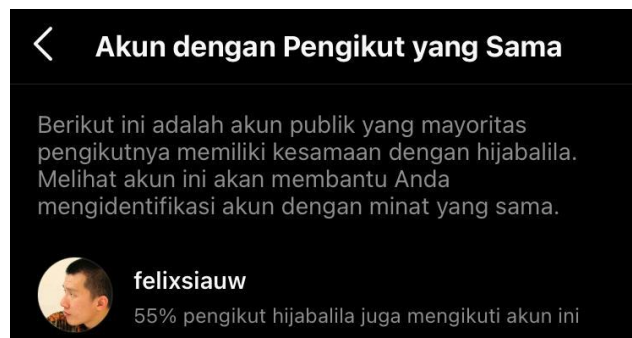 Akun dengan Pengikut yang Sama
Berikut ini adalah akun publik yang mayoritas
pengikutnya memiliki kesamaan dengan hijabalila.
Melihat akun ini akan membantu Anda
mengidentifikasi akun dengan minat yang sama.
felixsiauw
55% pengikut hijabalila juga mengikuti akun ini